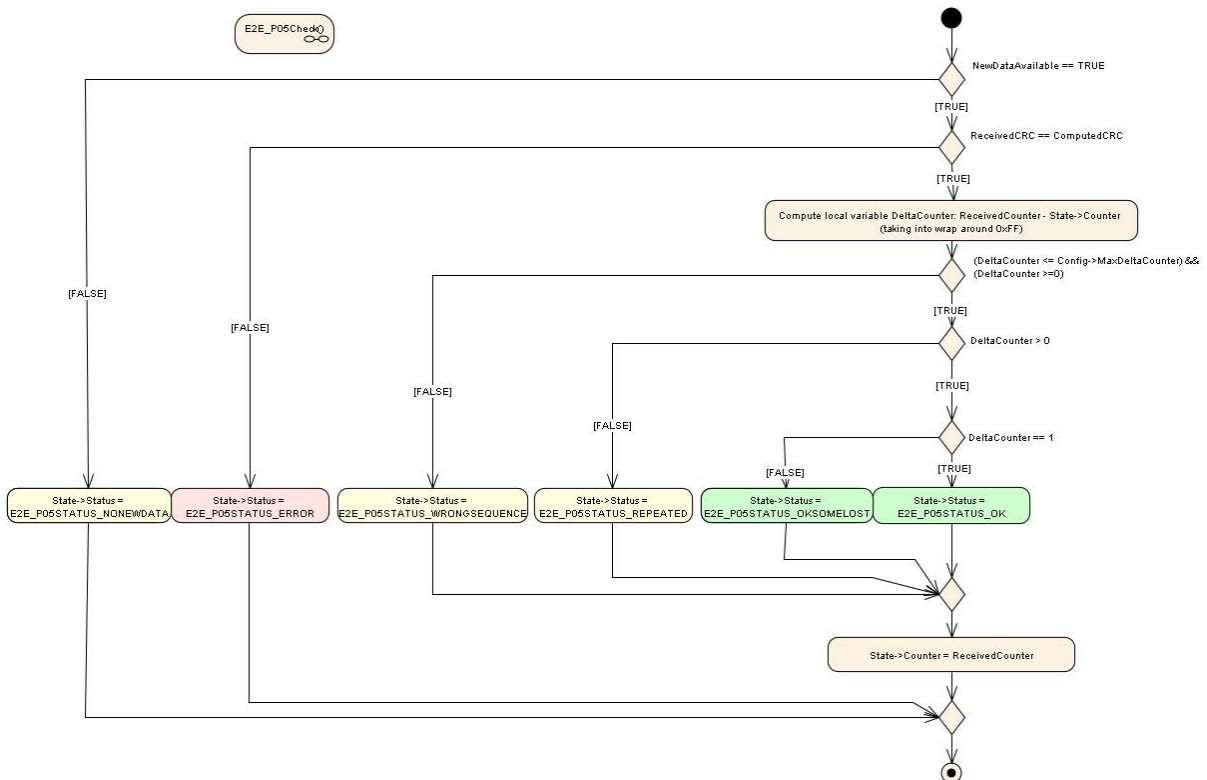 E2E_P05Check()
NewDataAvailable == TRUE
[TRUE]
ReceivedCRC == ComputedCRC
[TRUE]
Compute local variable DeltaCounter: ReceivedCounter - State->Counter
(taking into wrap around 0xFF)
(DeltaCounter <= Config->MaxDeltaCounter) &&
(DeltaCounter >=0)
[FALSE]
[TRUE]
[FALSE]
DeltaCounter > 0
[TRUE]
[FALSE]
[FALSE]
DeltaCounter == 1
[FALSE]
[TRUE]
State->Status =
E2E_P05STATUS_NONEWDATA
State->Status =
E2E_P05STATUS_ERROR
State->Status =
E2E_P05STATUS_WRONGSEQUENCE
State->Status =
E2E_P05STATUS_REPEATED
State->Status =
E2E_P05STATUS_OKSOMELOST
State->Status =
E2E_P05STATUS_OK
State->Counter = ReceivedCounter